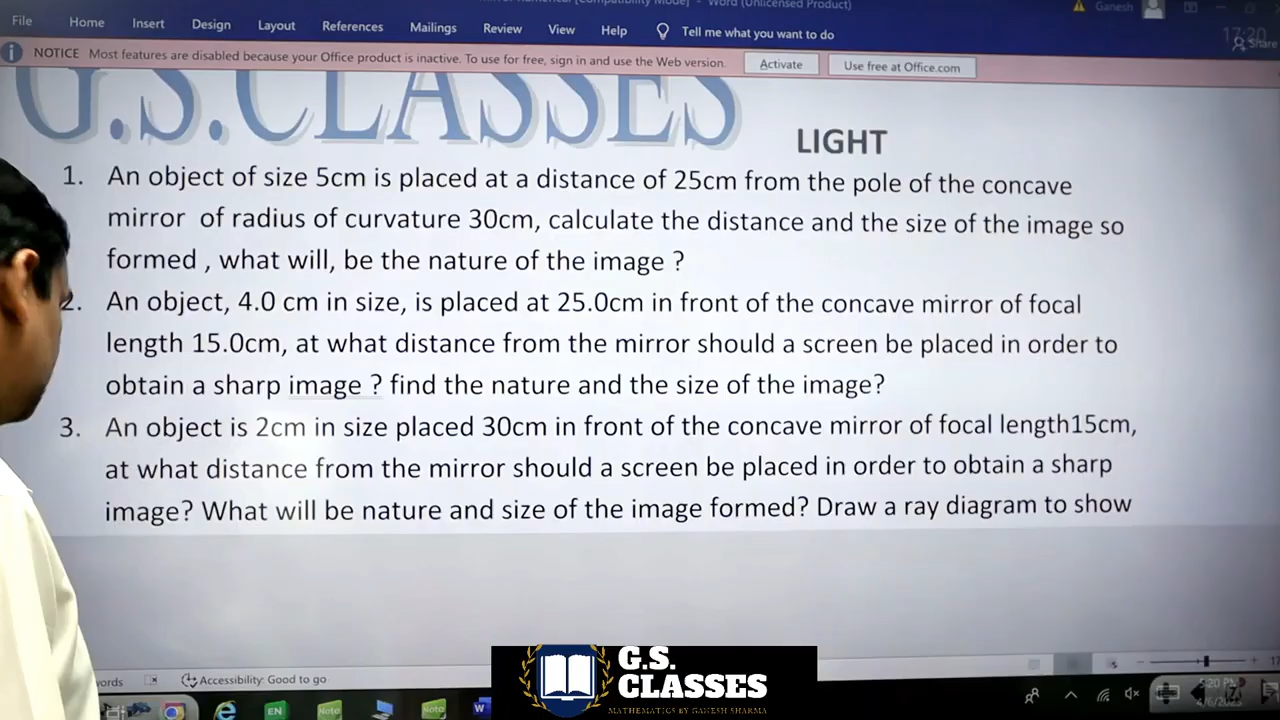 Word (Unlicensed Product)
Ganesh
File Home Insert Design Layout References Mailings Review View Help Tell me what you want to do
17:20
Share
NOTICE Most features are disabled because your Office product is inactive. To use for free, sign in and use the Web version. Activate Use free at Office.com
G.S.CLASSES
LIGHT
1. An object of size 5cm is placed at a distance of 25cm from the pole of the concave
mirror of radius of curvature 30cm, calculate the distance and the size of the image so
formed , what will, be the nature of the image ?
2. An object, 4.0 cm in size, is placed at 25.0cm in front of the concave mirror of focal
length 15.0cm, at what distance from the mirror should a screen be placed in order to
obtain a sharp image ? find the nature and the size of the image?
3. An object is 2cm in size placed 30cm in front of the concave mirror of focal length15cm,
at what distance from the mirror should a screen be placed in order to obtain a sharp
image? What will be nature and size of the image formed? Draw a ray diagram to show
Accessibility: Good to go
G.S.
CLASSES
MATHEMATICS BY GANESH SHARMA